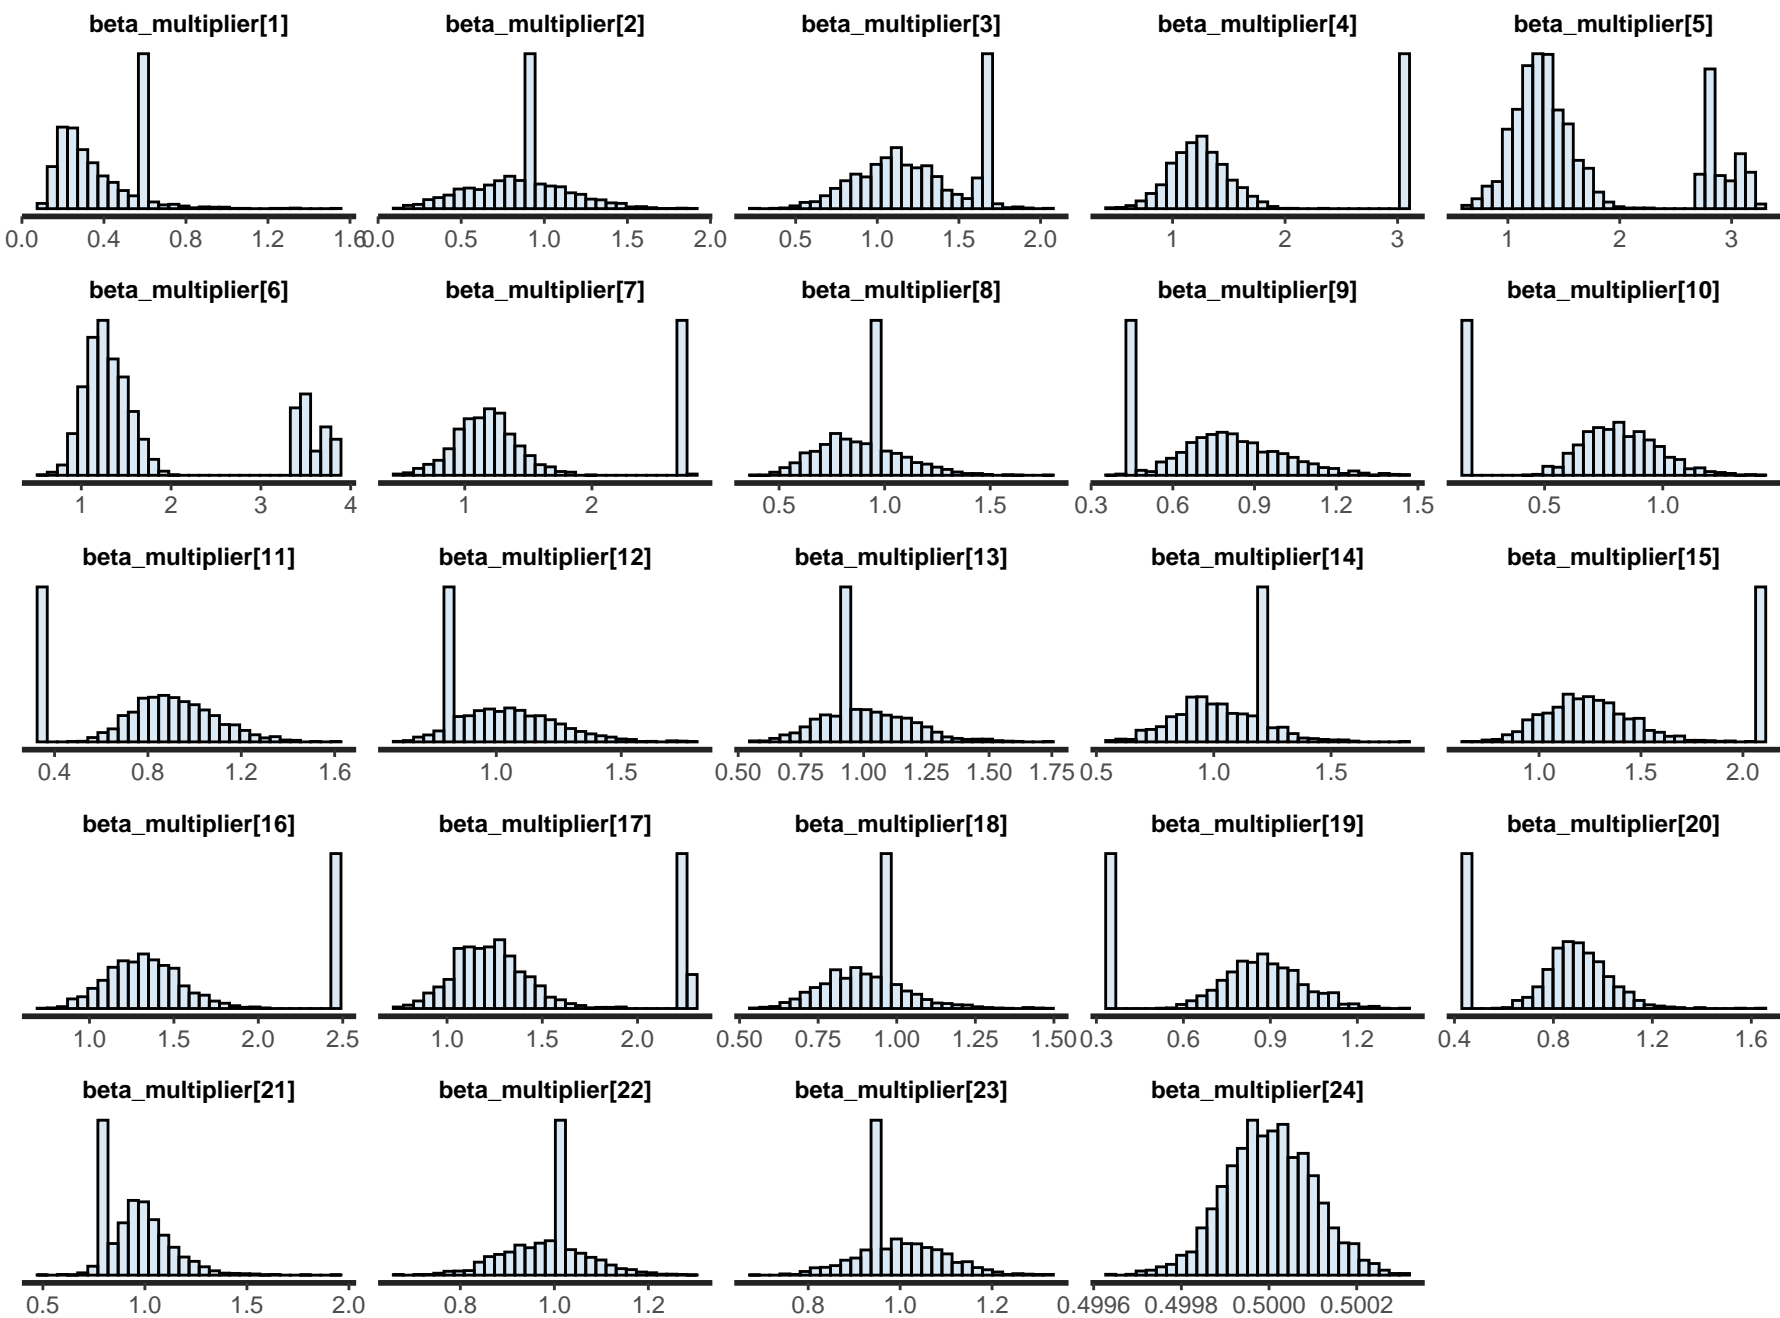 beta_multiplier[1] beta_multiplier[2] beta_multiplier[3] beta_multiplier[4] beta_multiplier[5]
0.0 0.4 0.8 1.2 1.6 0.0 0.5 1.0 1.5 2.0 0.5 1.0 1.5 2.0 1 2 3 1 2 3
beta_multiplier[6] beta_multiplier[7] beta_multiplier[8] beta_multiplier[9] beta_multiplier[10]
1 2 3 4 1 2 0.5 1.0 1.5 0.3 0.6 0.9 1.2 1.5 0.5 1.0
beta_multiplier[11] beta_multiplier[12] beta_multiplier[13] beta_multiplier[14] beta_multiplier[15]
0.4 0.8 1.2 1.6 1.0 1.5 0.50 0.75 1.00 1.25 1.50 1.75 0.5 1.0 1.5 1.0 1.5 2.0
beta_multiplier[16] beta_multiplier[17] beta_multiplier[18] beta_multiplier[19] beta_multiplier[20]
1.0 1.5 2.0 2.5 1.0 1.5 2.0 0.50 0.75 1.00 1.25 1.50 0.3 0.6 0.9 1.2 0.4 0.8 1.2 1.6
beta_multiplier[21] beta_multiplier[22] beta_multiplier[23] beta_multiplier[24]
0.5 1.0 1.5 2.0 0.8 1.0 1.2 0.8 1.0 1.2 0.4996 0.4998 0.5000 0.5002